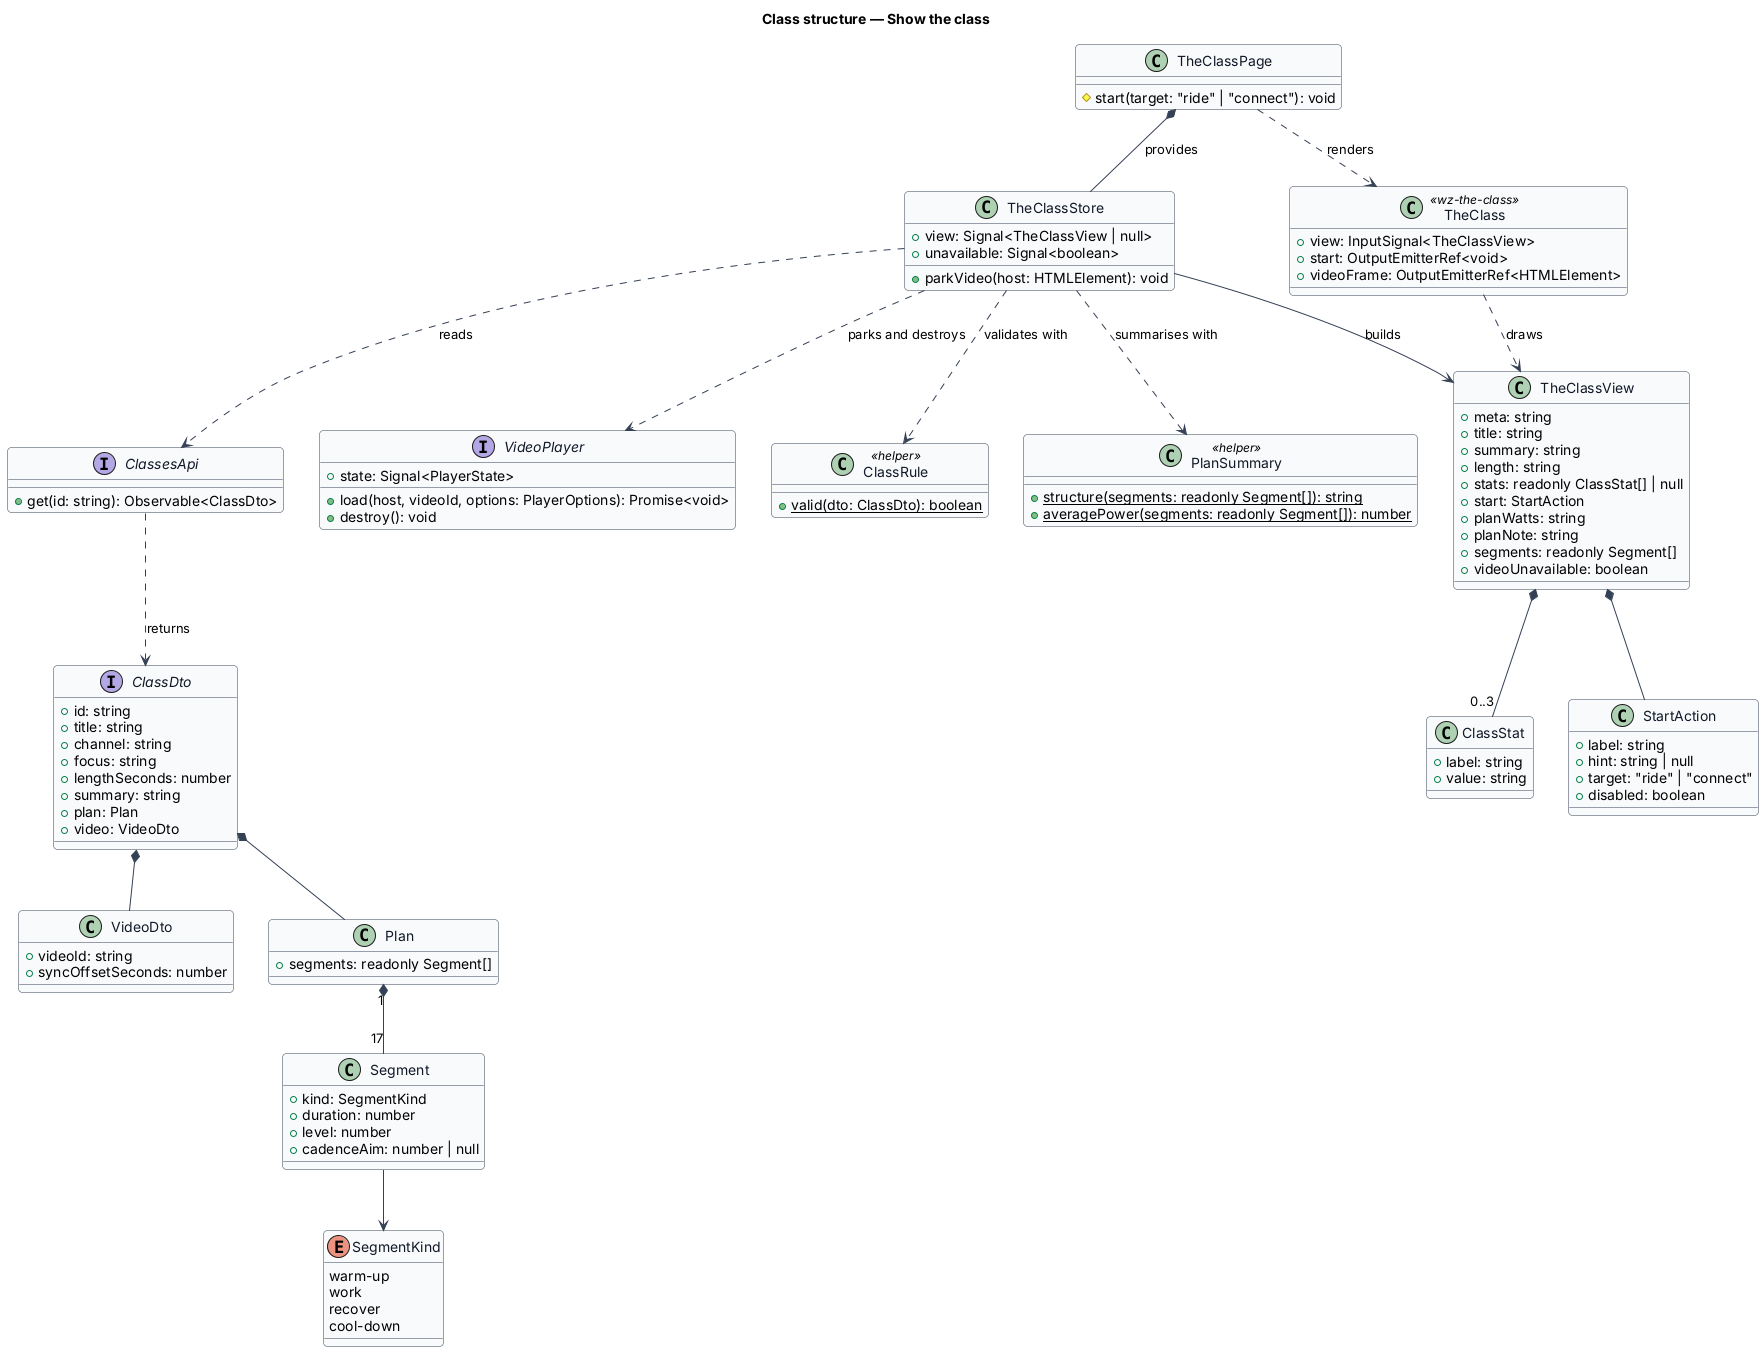 Class structure — Show the class
C TheClassPage
start(target: "ride" | "connect"): void
provides
renders
C TheClassStore
view: Signal<TheClassView | null>
unavailable: Signal<boolean>
parkVideo(host: HTMLElement): void
C «wz-the-class»
TheClass
view: InputSignal<TheClassView>
start: OutputEmitterRef<void>
videoFrame: OutputEmitterRef<HTMLElement>
reads
parks and destroys
validates with
summarises with
builds
draws
I ClassesApi
get(id: string): Observable<ClassDto>
I VideoPlayer
state: Signal<PlayerState>
load(host, videoId, options: PlayerOptions): Promise<void>
destroy(): void
C «helper»
ClassRule
valid(dto: ClassDto): boolean
C «helper»
PlanSummary
structure(segments: readonly Segment[]): string
averagePower(segments: readonly Segment[]): number
C TheClassView
meta: string
title: string
summary: string
length: string
stats: readonly ClassStat[] | null
start: StartAction
planWatts: string
planNote: string
segments: readonly Segment[]
videoUnavailable: boolean
returns
I ClassDto
id: string
title: string
channel: string
focus: string
lengthSeconds: number
summary: string
plan: Plan
video: VideoDto
0..3
C ClassStat
label: string
value: string
C StartAction
label: string
hint: string | null
target: "ride" | "connect"
disabled: boolean
C VideoDto
videoId: string
syncOffsetSeconds: number
C Plan
segments: readonly Segment[]
1
17
C Segment
kind: SegmentKind
duration: number
level: number
cadenceAim: number | null
E SegmentKind
warm-up
work
recover
cool-down